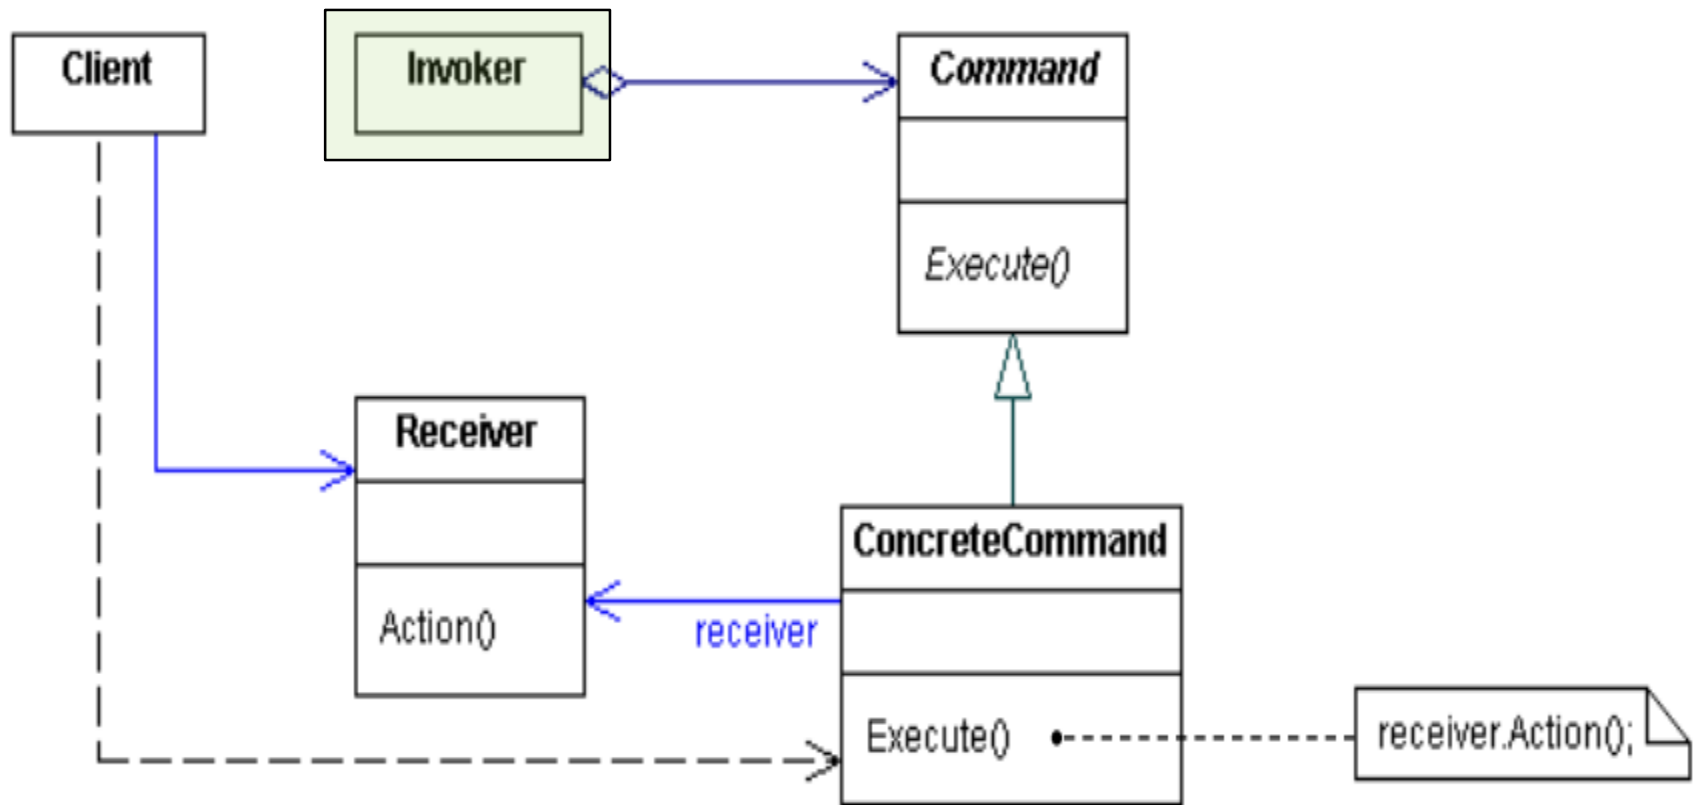 Client
Invoker
Command
Execute()
Receiver
Action()
receiver
ConcreteCommand
Execute()
receiver.Action();